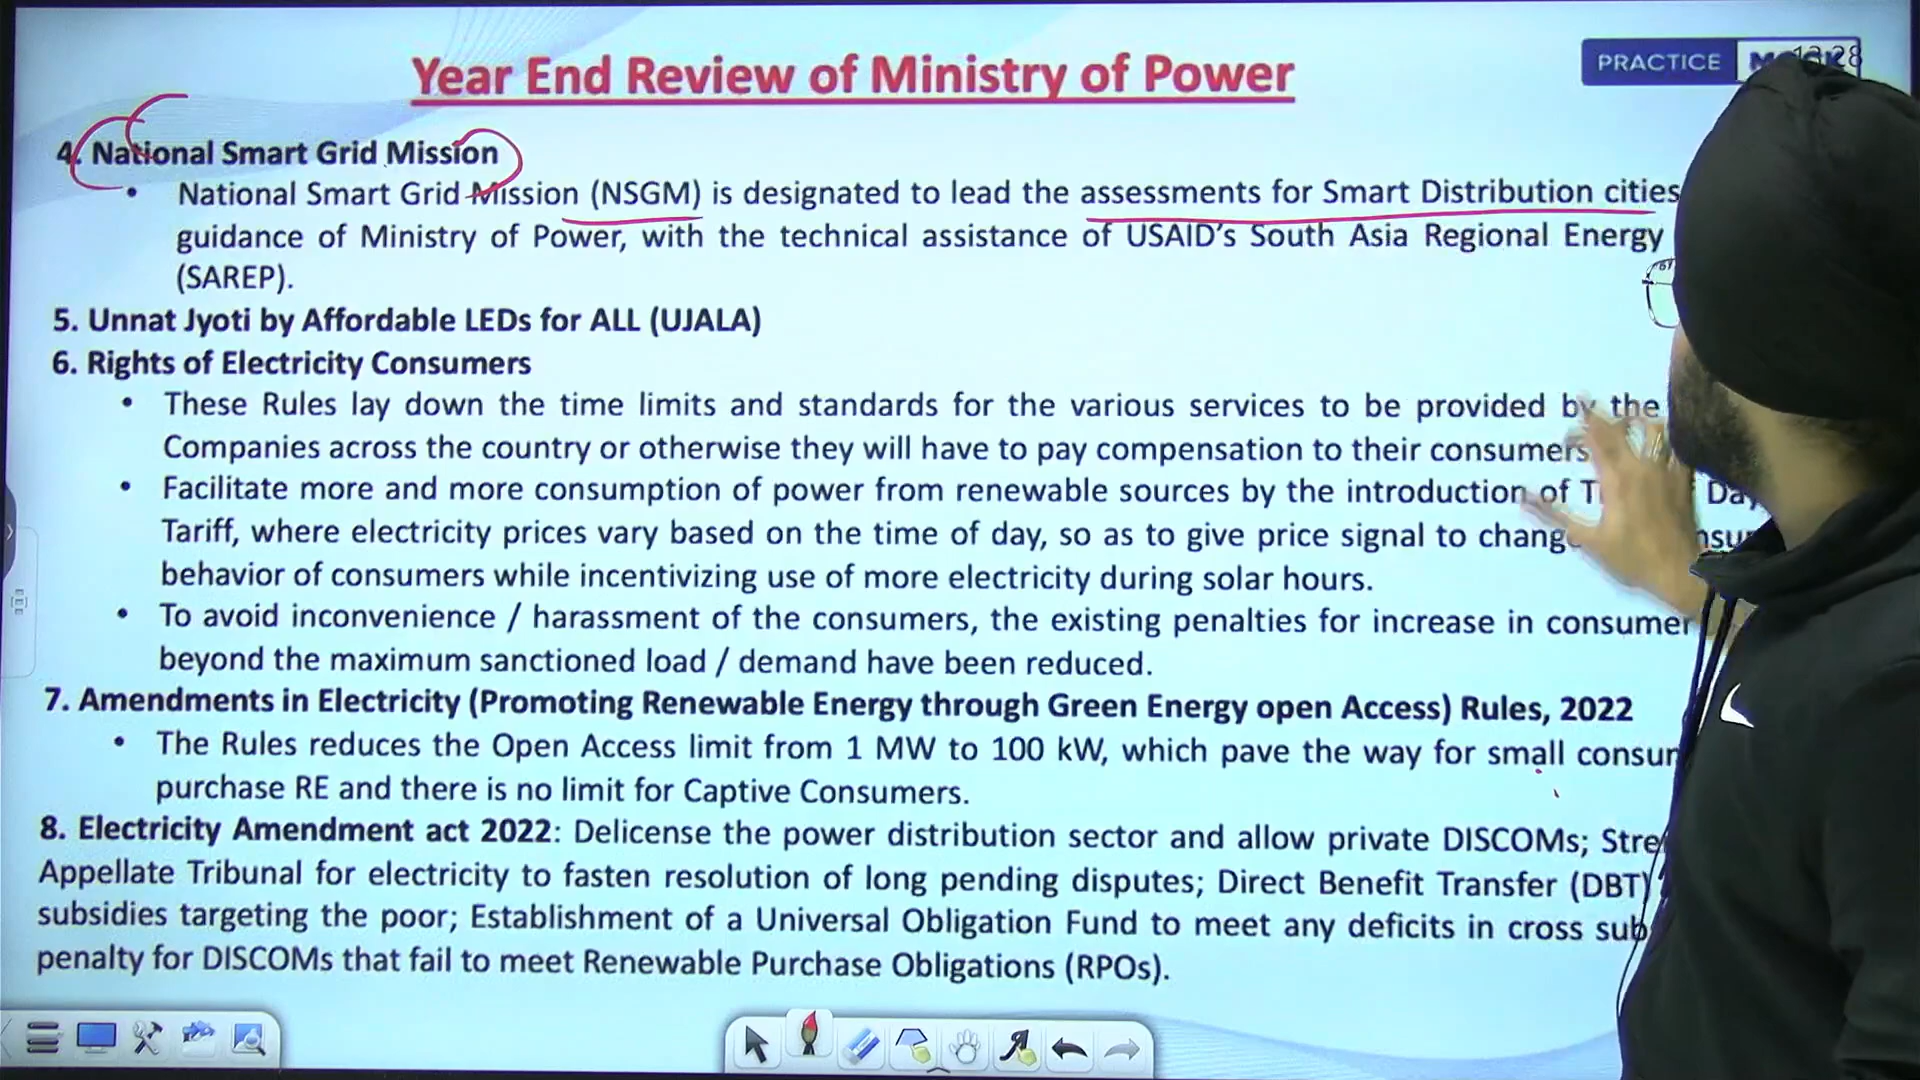 Year End Review of Ministry of Power
PRACTICE
12:28
4. National Smart Grid Mission
• National Smart Grid Mission (NSGM) is designated to lead the assessments for Smart Distribution cities
guidance of Ministry of Power, with the technical assistance of USAID's South Asia Regional Energy
(SAREP).
5. Unnat Jyoti by Affordable LEDs for ALL (UJALA)
6. Rights of Electricity Consumers
• These Rules lay down the time limits and standards for the various services to be provided by the
Companies across the country or otherwise they will have to pay compensation to their consumers
• Facilitate more and more consumption of power from renewable sources by the introduction of Day
Tariff, where electricity prices vary based on the time of day, so as to give price signal to change
behavior of consumers while incentivizing use of more electricity during solar hours.
• To avoid inconvenience / harassment of the consumers, the existing penalties for increase in consumer
beyond the maximum sanctioned load / demand have been reduced.
7. Amendments in Electricity (Promoting Renewable Energy through Green Energy open Access) Rules, 2022
• The Rules reduces the Open Access limit from 1 MW to 100 kW, which pave the way for small
purchase RE and there is no limit for Captive Consumers.
8. Electricity Amendment act 2022: Delicense the power distribution sector and allow private DISCOMs;
Appellate Tribunal for electricity to fasten resolution of long pending disputes; Direct Benefit Transfer (DBT)
subsidies targeting the poor; Establishment of a Universal Obligation Fund to meet any deficits in cross
penalty for DISCOMs that fail to meet Renewable Purchase Obligations (RPOs).